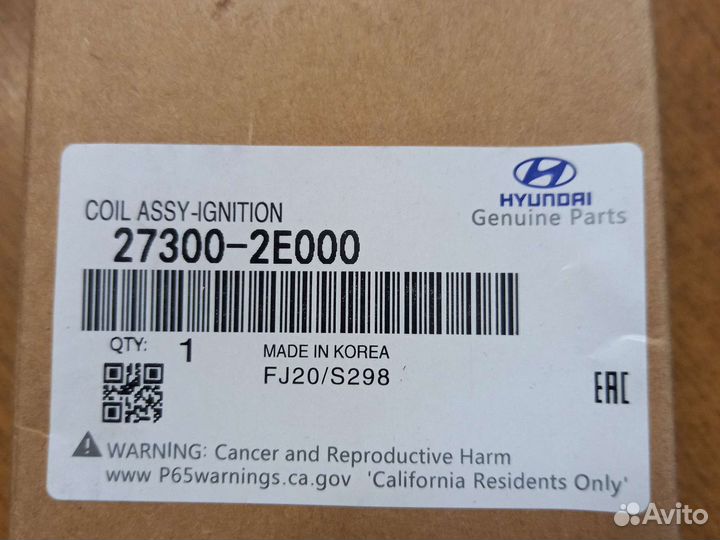 HYUNDAI
Genuine Parts
COIL ASSY-IGNITION
27300-2E000
QTY: 1
MADE IN KOREA
FJ20/S298
EAC
WARNING: Cancer and Reproductive Harm
www P65warnings.ca.gov 'California Residents Only'
Avito